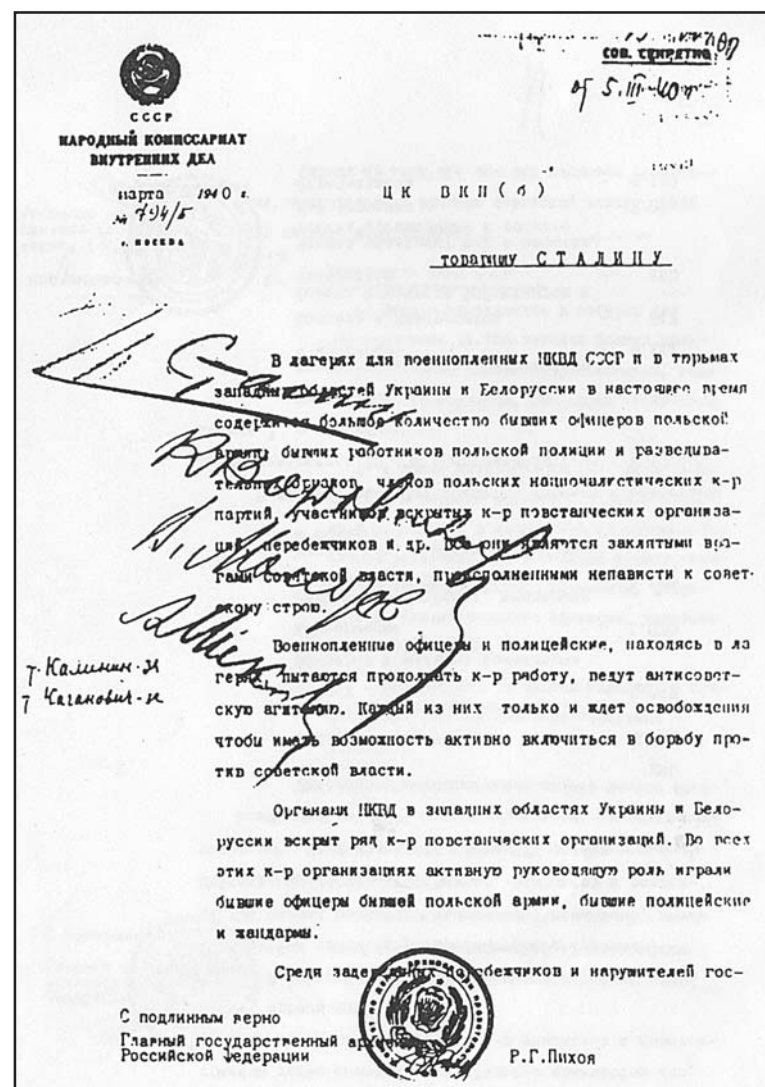 СОВ. СЕКРЕТНО
от 5.III-40г
СССР
НАРОДНЫЙ КОМИССАРИАТ
ВНУТРЕННИХ ДЕЛ
марта 1940 г.
№ 794/Б
г. МОСКВА
ЦК ВКП(б)
товарищу СТАЛИНУ
В лагерях для военнопленных НКВД СССР и в тюрьмах
западных областей Украины и Белоруссии в настоящее время
содержится большое количество бывших офицеров польской
армии, бывших работников польской полиции и разведыва-
тельных органов, членов польских националистических к-р
партий, участников вскрытых к-р повстанческих организа-
ций, перебежчиков и др. Все они являются заклятыми вра-
гами советской власти, преисполненными ненависти к совет-
скому строю.
Военнопленные офицеры и полицейские, находясь в ла
герях, пытаются продолжать к-р работу, ведут антисовет-
скую агитацию. Каждый из них только и ждет освобождения
чтобы иметь возможность активно включиться в борьбу про-
тив советской власти.
т. Калинин - за
т Каганович - за
Органами НКВД в западных областях Украины и Бело-
руссии вскрыт ряд к-р повстанческих организаций. Во всех
этих к-р организациях активную руководящую роль играли
бывшие офицеры бывшей польской армии, бывшие полицейские
и жандармы.
Среди задержанных перебежчиков и нарушителей гос-
С подлинным верно
Главный государственный
Российской Федерации
Р.Г.Пихоя